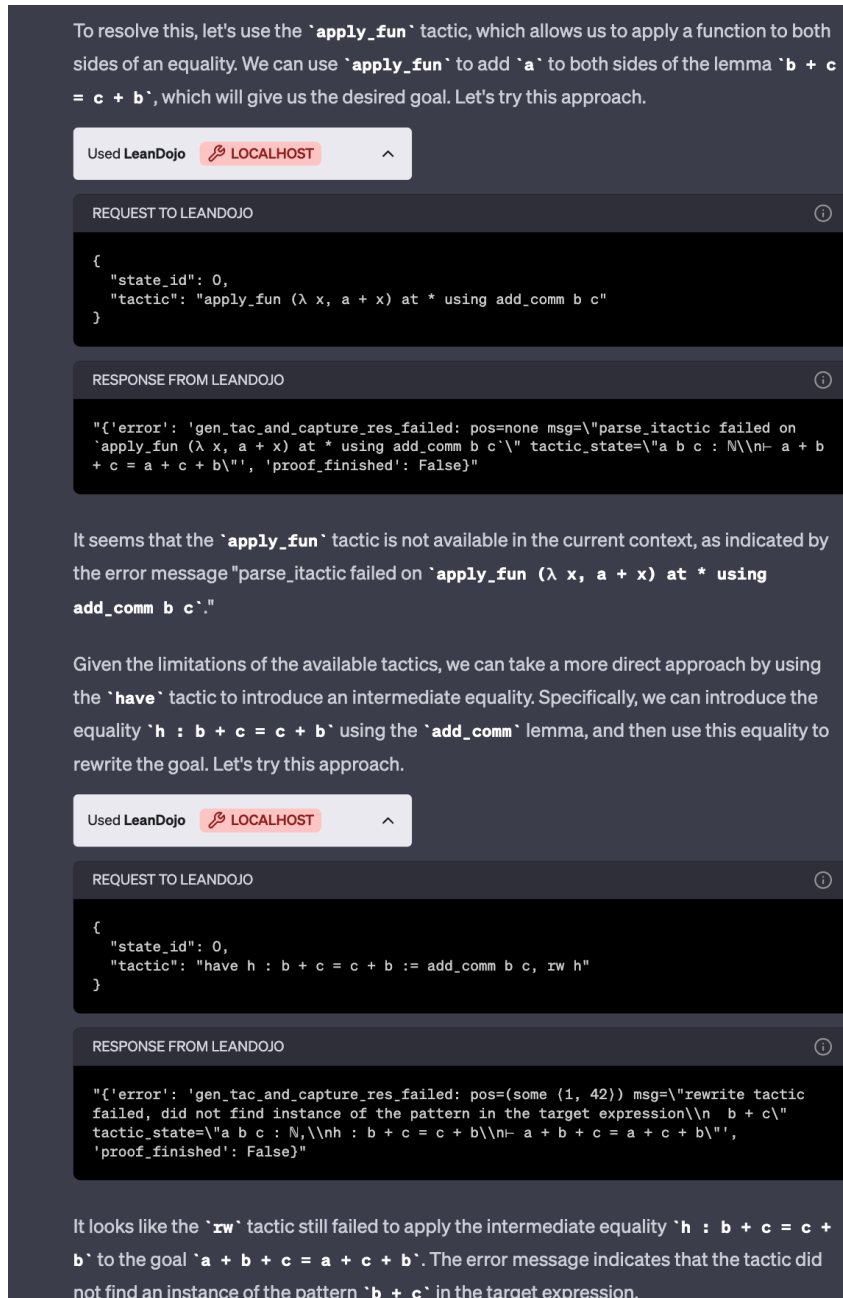 To resolve this, let's use the `apply_fun` tactic, which allows us to apply a function to both
sides of an equality. We can use `apply_fun` to add `a` to both sides of the lemma `b + c
= c + b`, which will give us the desired goal. Let's try this approach.
Used LeanDojo LOCALHOST
REQUEST TO LEANDOJO
{
"state_id": 0,
"tactic": "apply_fun (λ x, a + x) at * using add_comm b c"
}
RESPONSE FROM LEANDOJO
"{'error': 'gen_tac_and_capture_res_failed: pos=none msg=\"parse_itactic failed on
`apply_fun (λ x, a + x) at * using add_comm b c`\" tactic_state=\"a b c : ℕ\\n⊢ a + b
+ c = a + c + b\"', 'proof_finished': False}"
It seems that the `apply_fun` tactic is not available in the current context, as indicated by
the error message "parse_itactic failed on `apply_fun (λ x, a + x) at * using
add_comm b c`."
Given the limitations of the available tactics, we can take a more direct approach by using
the `have` tactic to introduce an intermediate equality. Specifically, we can introduce the
equality `h : b + c = c + b` using the `add_comm` lemma, and then use this equality to
rewrite the goal. Let's try this approach.
Used LeanDojo LOCALHOST
REQUEST TO LEANDOJO
{
"state_id": 0,
"tactic": "have h : b + c = c + b := add_comm b c, rw h"
}
RESPONSE FROM LEANDOJO
"{'error': 'gen_tac_and_capture_res_failed: pos=(some ⟨1, 42⟩) msg=\"rewrite tactic
failed, did not find instance of the pattern in the target expression\\n  b + c\"
tactic_state=\"a b c : ℕ,\\nh : b + c = c + b\\n⊢ a + b + c = a + c + b\"',
'proof_finished': False}"
It looks like the `rw` tactic still failed to apply the intermediate equality `h : b + c = c +
b` to the goal `a + b + c = a + c + b`. The error message indicates that the tactic did
not find an instance of the pattern `b + c` in the target expression.